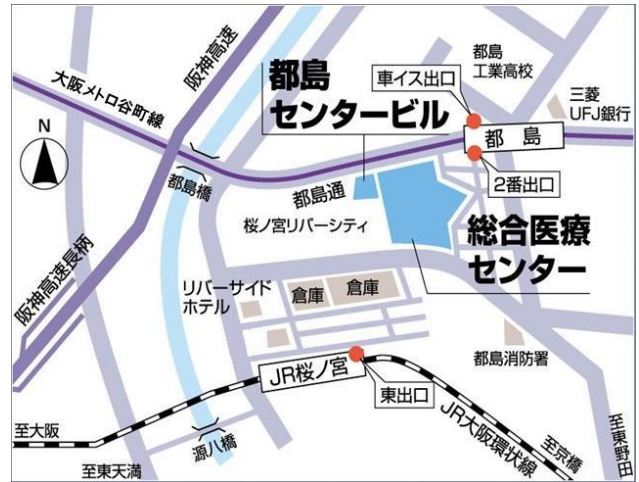 阪神高速
大阪メトロ谷町線
都島
センタービル
車イス出口
都島
工業高校
三菱
UFJ銀行
都島
2番出口
N
都島橋
都島通
桜ノ宮リバーシティ
総合医療
センター
阪神高速長柄
リバーサイド
ホテル
倉庫
倉庫
都島消防署
JR桜ノ宮
東出口
JR大阪環状線
至大阪
源八橋
至東天満
至京橋
至東野田